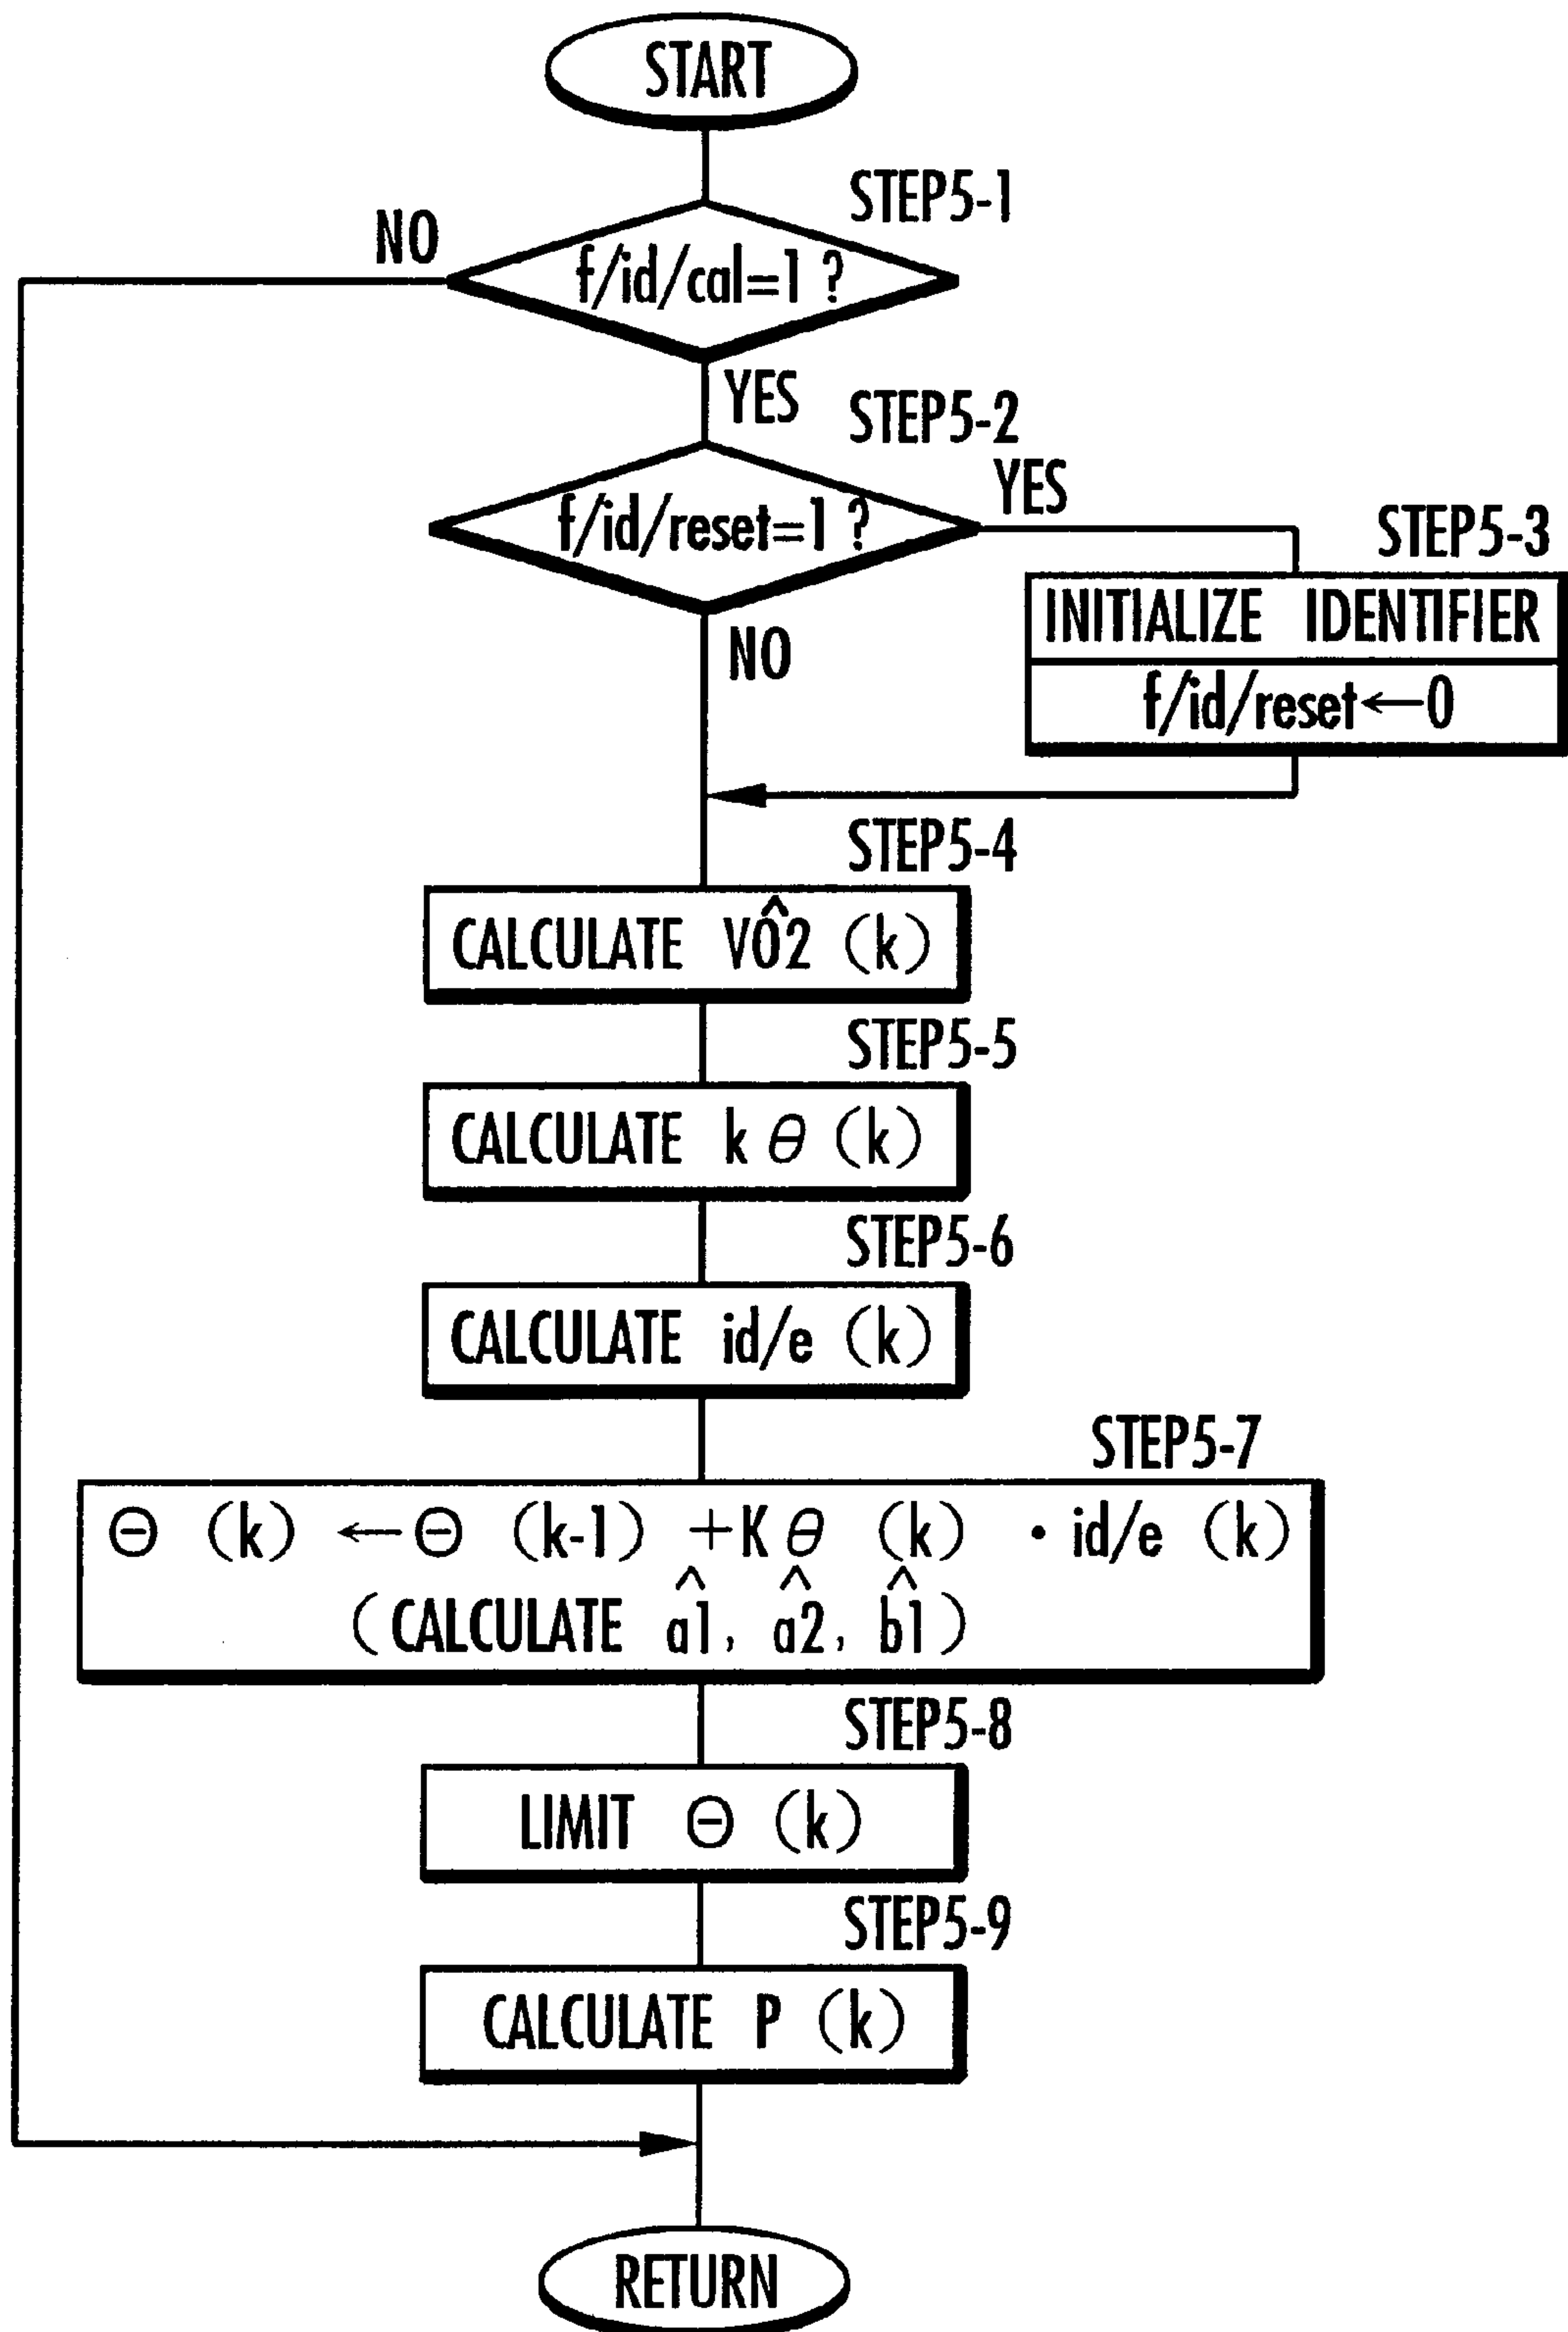 START
STEP5-1
NO
f/id/cal=1 ?
YES
STEP5-2
YES
f/id/reset=1 ?
STEP5-3
INITIALIZE IDENTIFIER
NO
f/id/reset←0
STEP5-4
CALCULATE VÔ2 (k)
STEP5-5
CALCULATE k θ (k)
STEP5-6
CALCULATE id/e (k)
STEP5-7
Θ (k) ← Θ (k-1) +K θ (k) · id/e (k)
(CALCULATE â1, â2, b̂1)
STEP5-8
LIMIT Θ (k)
STEP5-9
CALCULATE P (k)
RETURN